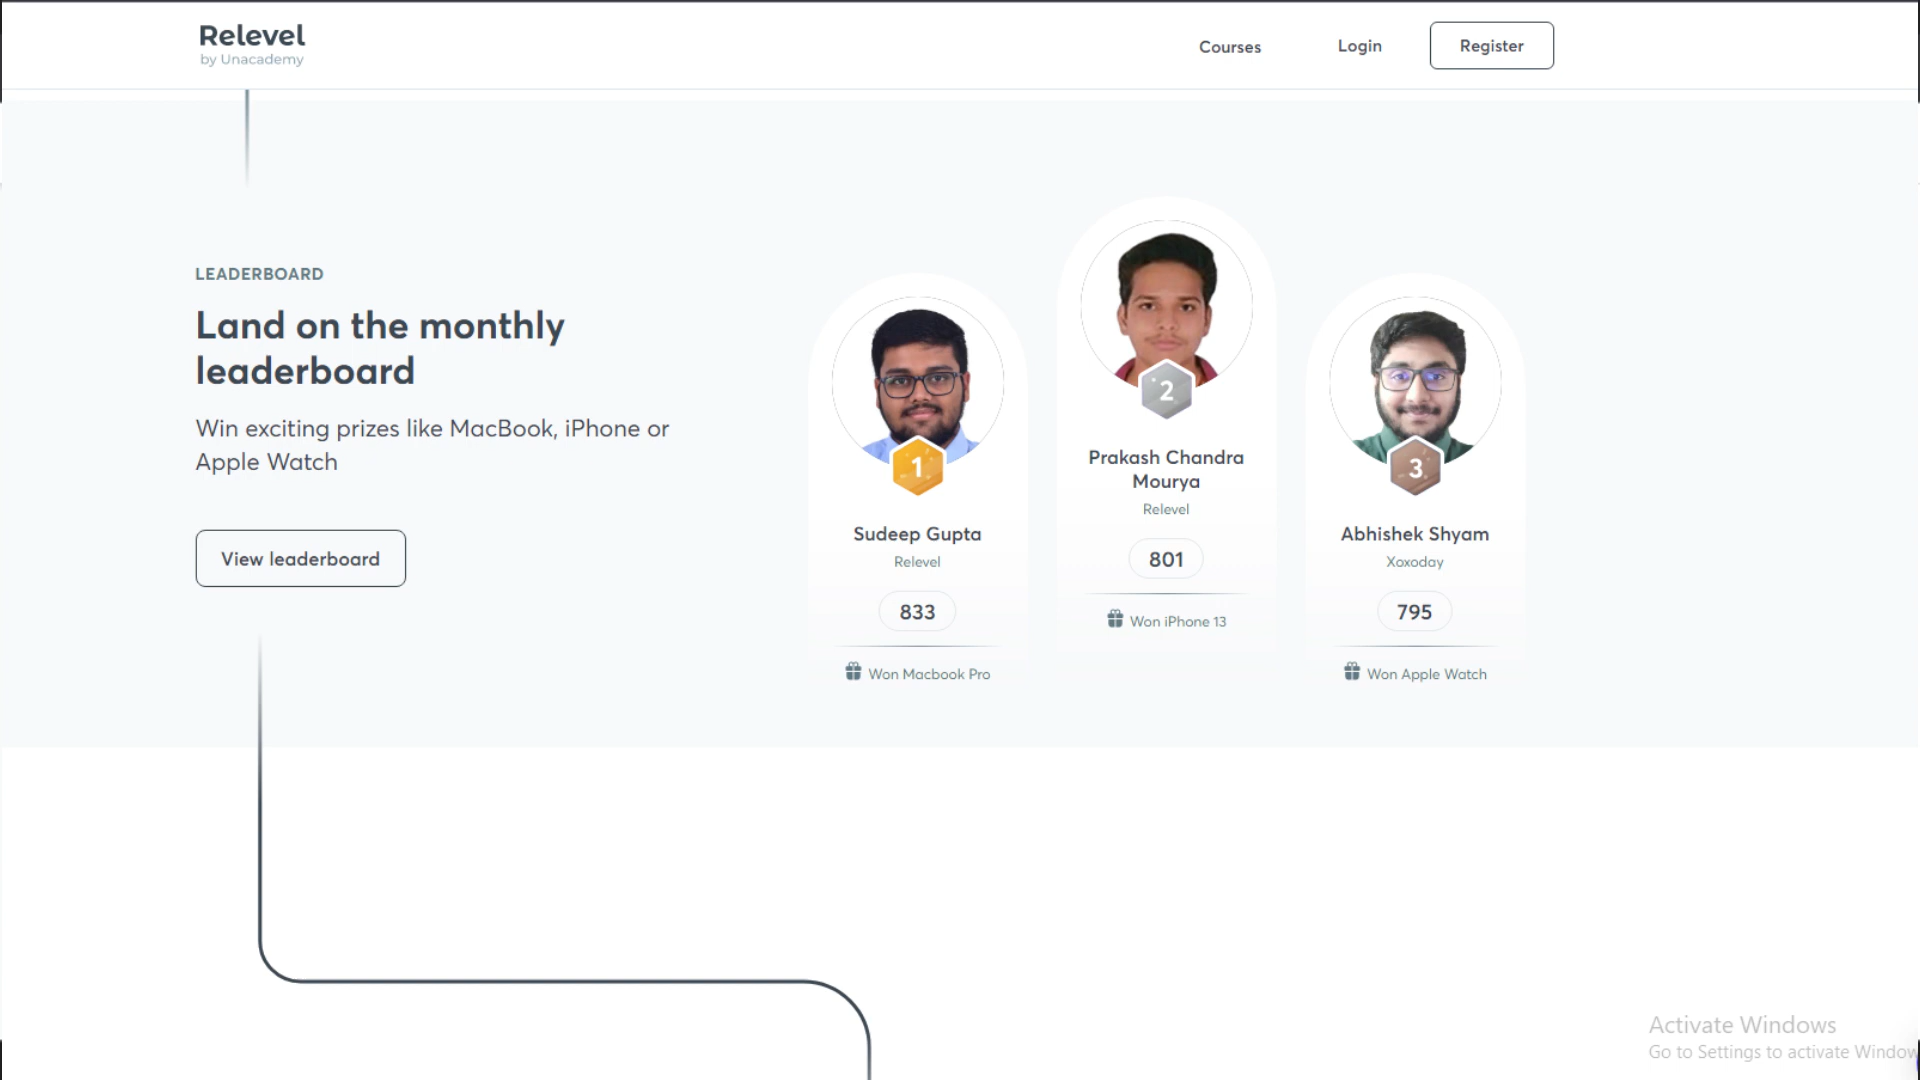 Relevel
by Unacademy
Courses
Login
Register
LEADERBOARD
Land on the monthly
leaderboard
Win exciting prizes like MacBook, iPhone or
Apple Watch
View leaderboard
1
Sudeep Gupta
Relevel
833
Won Macbook Pro
2
Prakash Chandra
Mourya
Relevel
801
Won iPhone 13
3
Abhishek Shyam
Xoxoday
795
Won Apple Watch
Activate Windows
Go to Settings to activate Window